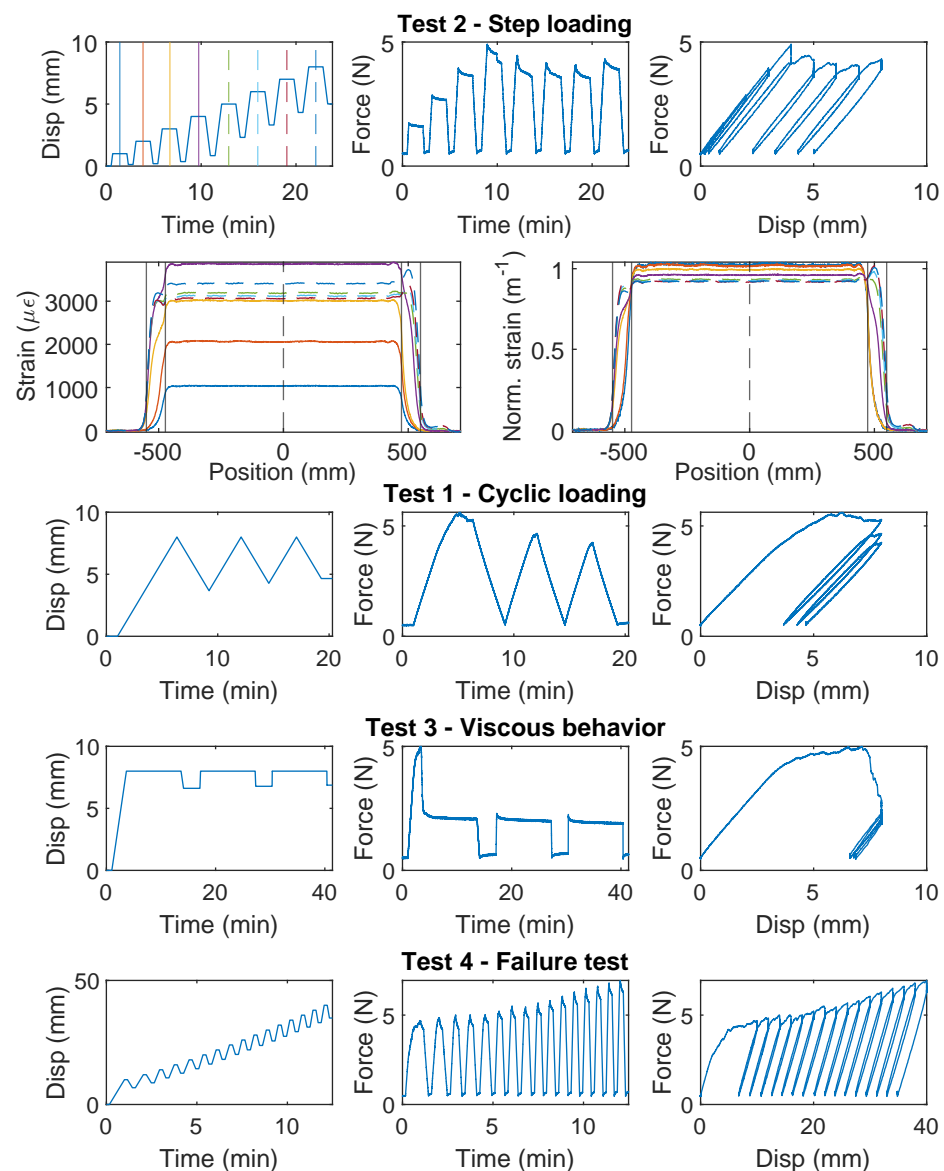 Test 2 - Step loading
10
5
0
Disp (mm)
0 10 20
Time (min)
5
0
Force (N)
0 5 10 15 20
Time (min)
5
0
Force (N)
0 5 10
Disp (mm)
3000
2000
1000
0
Strain (με)
-500 0 500
Position (mm)
1
0.5
0
Norm. strain (m⁻¹)
-500 0 500
Position (mm)
Test 1 - Cyclic loading
10
5
0
Disp (mm)
0 10 20
Time (min)
5
0
Force (N)
0 10 20
Time (min)
5
0
Force (N)
0 5 10
Disp (mm)
Test 3 - Viscous behavior
10
5
0
Disp (mm)
0 20 40
Time (min)
5
0
Force (N)
0 20 40
Time (min)
5
0
Force (N)
0 5 10
Disp (mm)
Test 4 - Failure test
50
0
Disp (mm)
0 5 10
Time (min)
5
0
Force (N)
0 5 10
Time (min)
5
0
Force (N)
0 10 20 30 40
Disp (mm)